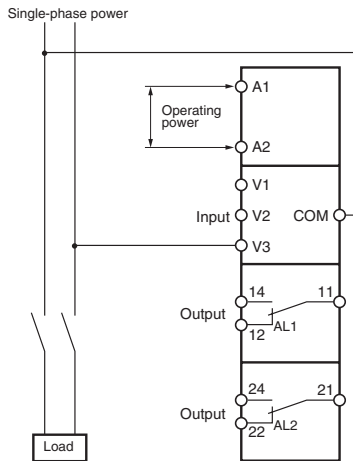 Single-phase power
A1
Operating
power
A2
V1
Input V2 COM
V3
14 11
Output
12 AL1
24 21
Output
22 AL2
Load